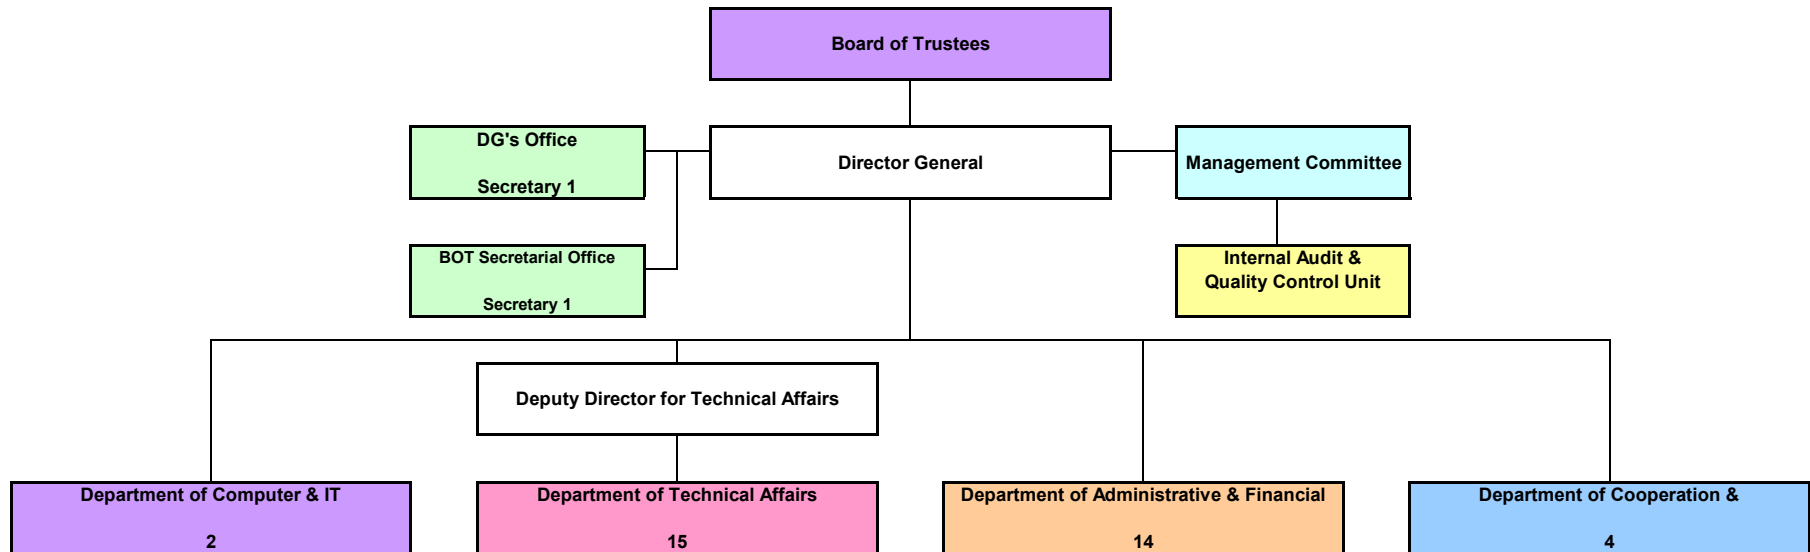 Board of Trustees
DG's Office
Secretary 1
Director General
Management Committee
BOT Secretarial Office
Secretary 1
Internal Audit &
Quality Control Unit
Deputy Director for Technical Affairs
Department of Computer & IT
2
Department of Technical Affairs
15
Department of Administrative & Financial
14
Department of Cooperation &
4